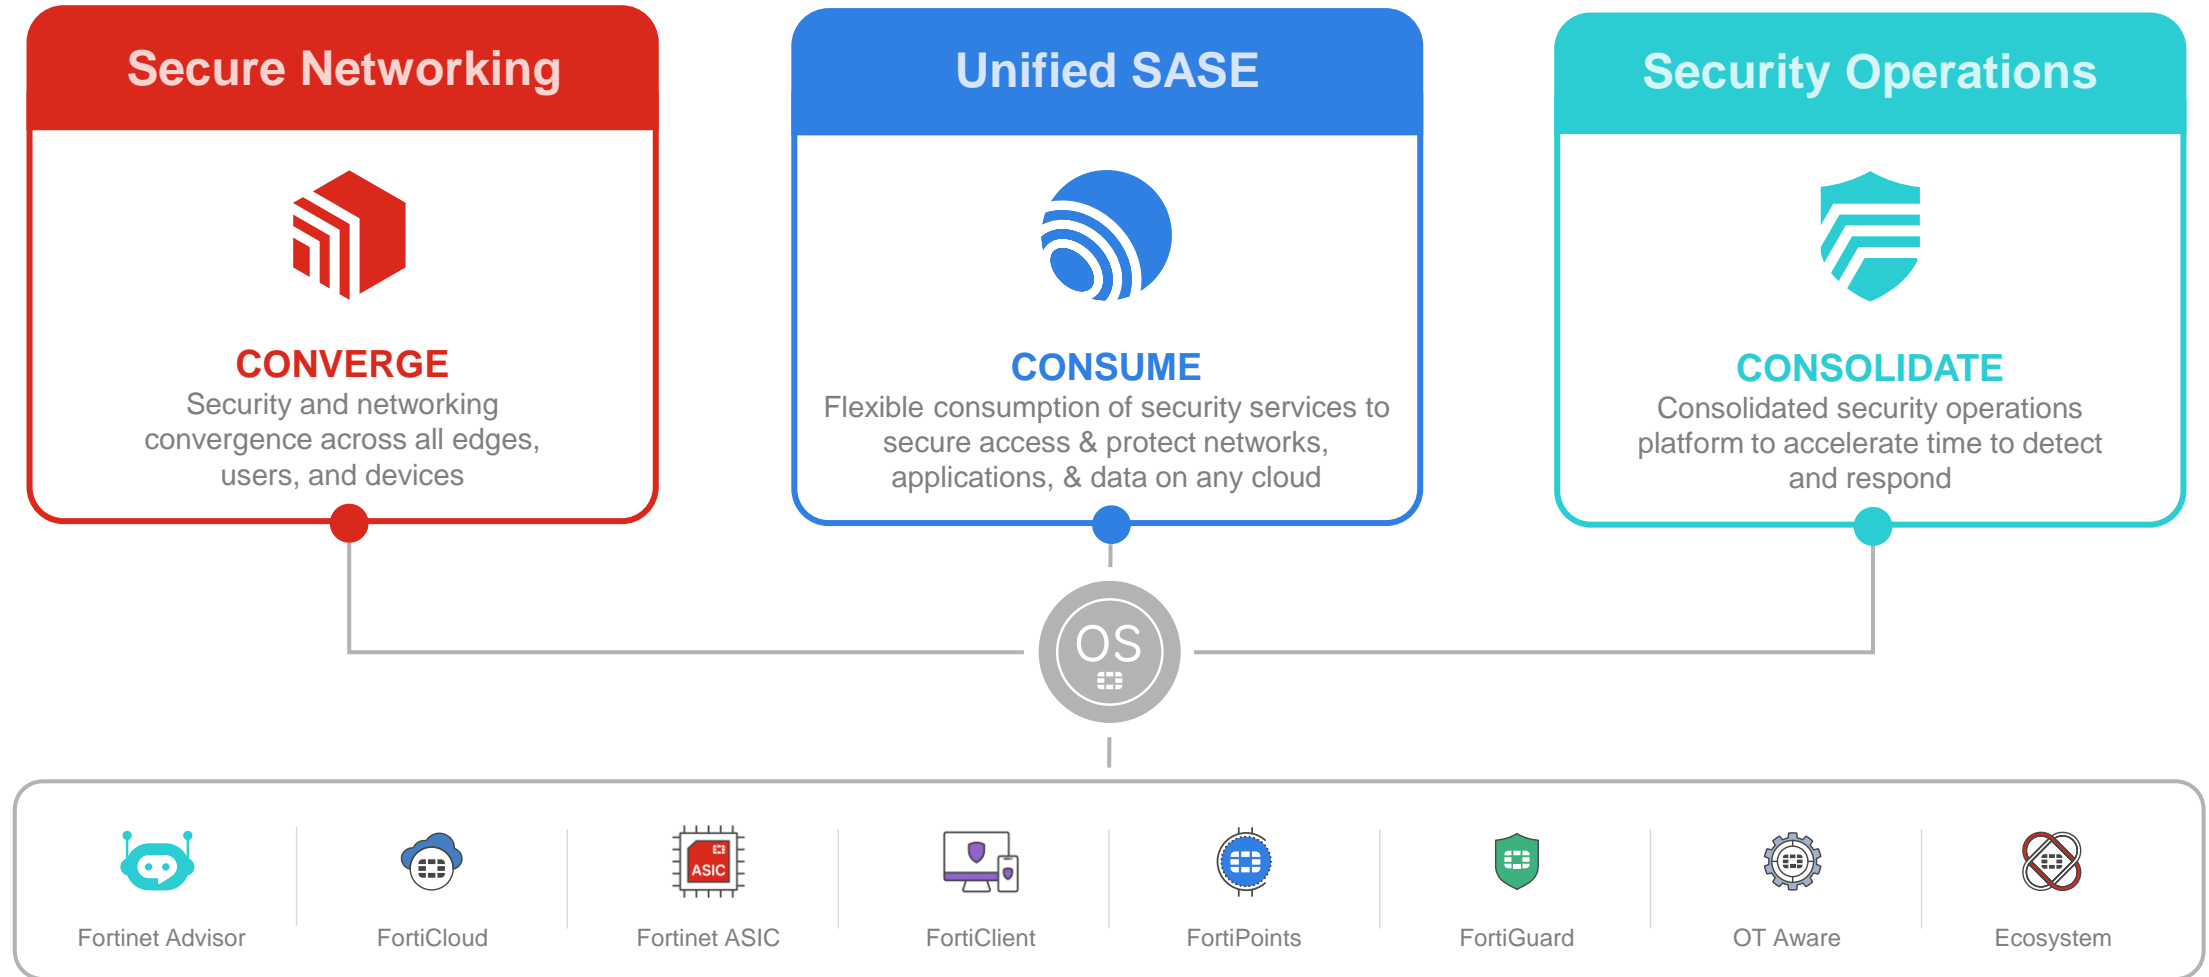 Secure Networking
CONVERGE
Security and networking
convergence across all edges,
users, and devices
Unified SASE
CONSUME
Flexible consumption of security services to
secure access & protect networks,
applications, & data on any cloud
Security Operations
CONSOLIDATE
Consolidated security operations
platform to accelerate time to detect
and respond
OS
ASIC
Fortinet Advisor
FortiCloud
Fortinet ASIC
FortiClient
FortiPoints
FortiGuard
OT Aware
Ecosystem